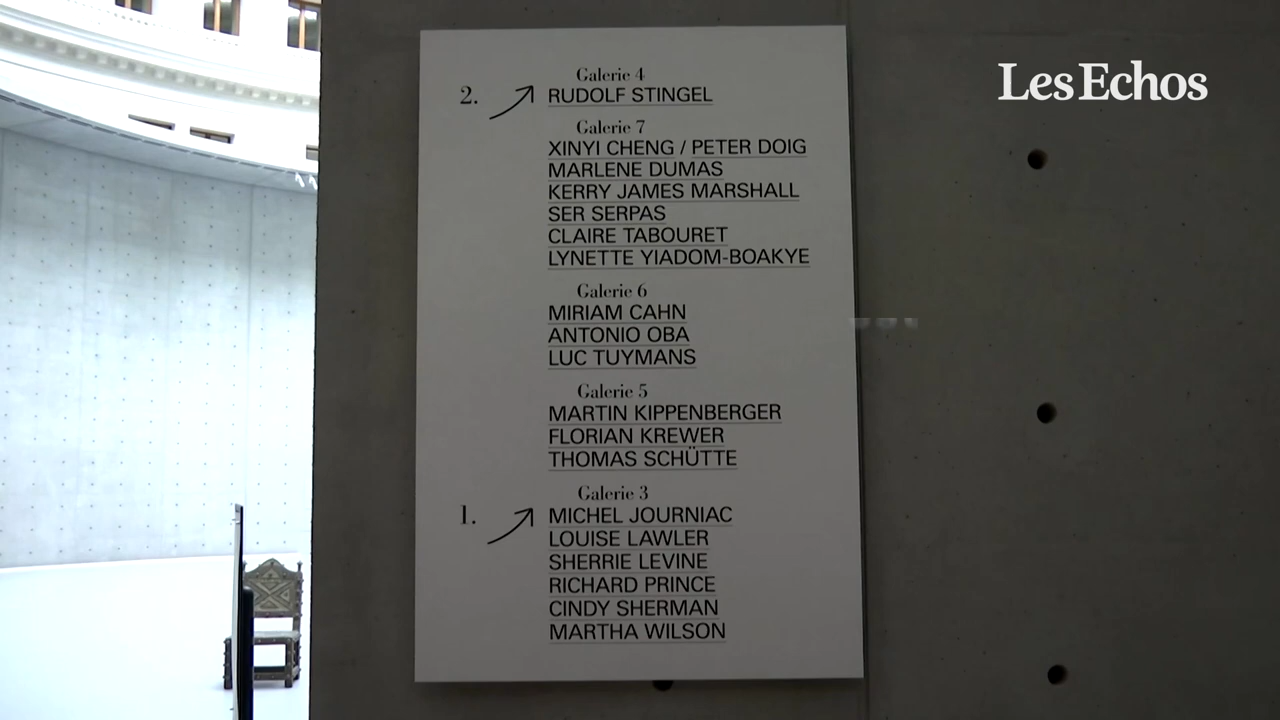 Les Echos
2.
Galerie 4
RUDOLF STINGEL
Galerie 7
XINYI CHENG / PETER DOIG
MARLENE DUMAS
KERRY JAMES MARSHALL
SER SERPAS
CLAIRE TABOURET
LYNETTE YIADOM-BOAKYE
Galerie 6
MIRIAM CAHN
ANTONIO OBA
LUC TUYMANS
Galerie 5
MARTIN KIPPENBERGER
FLORIAN KREWER
THOMAS SCHÜTTE
1.
Galerie 3
MICHEL JOURNIAC
LOUISE LAWLER
SHERRIE LEVINE
RICHARD PRINCE
CINDY SHERMAN
MARTHA WILSON